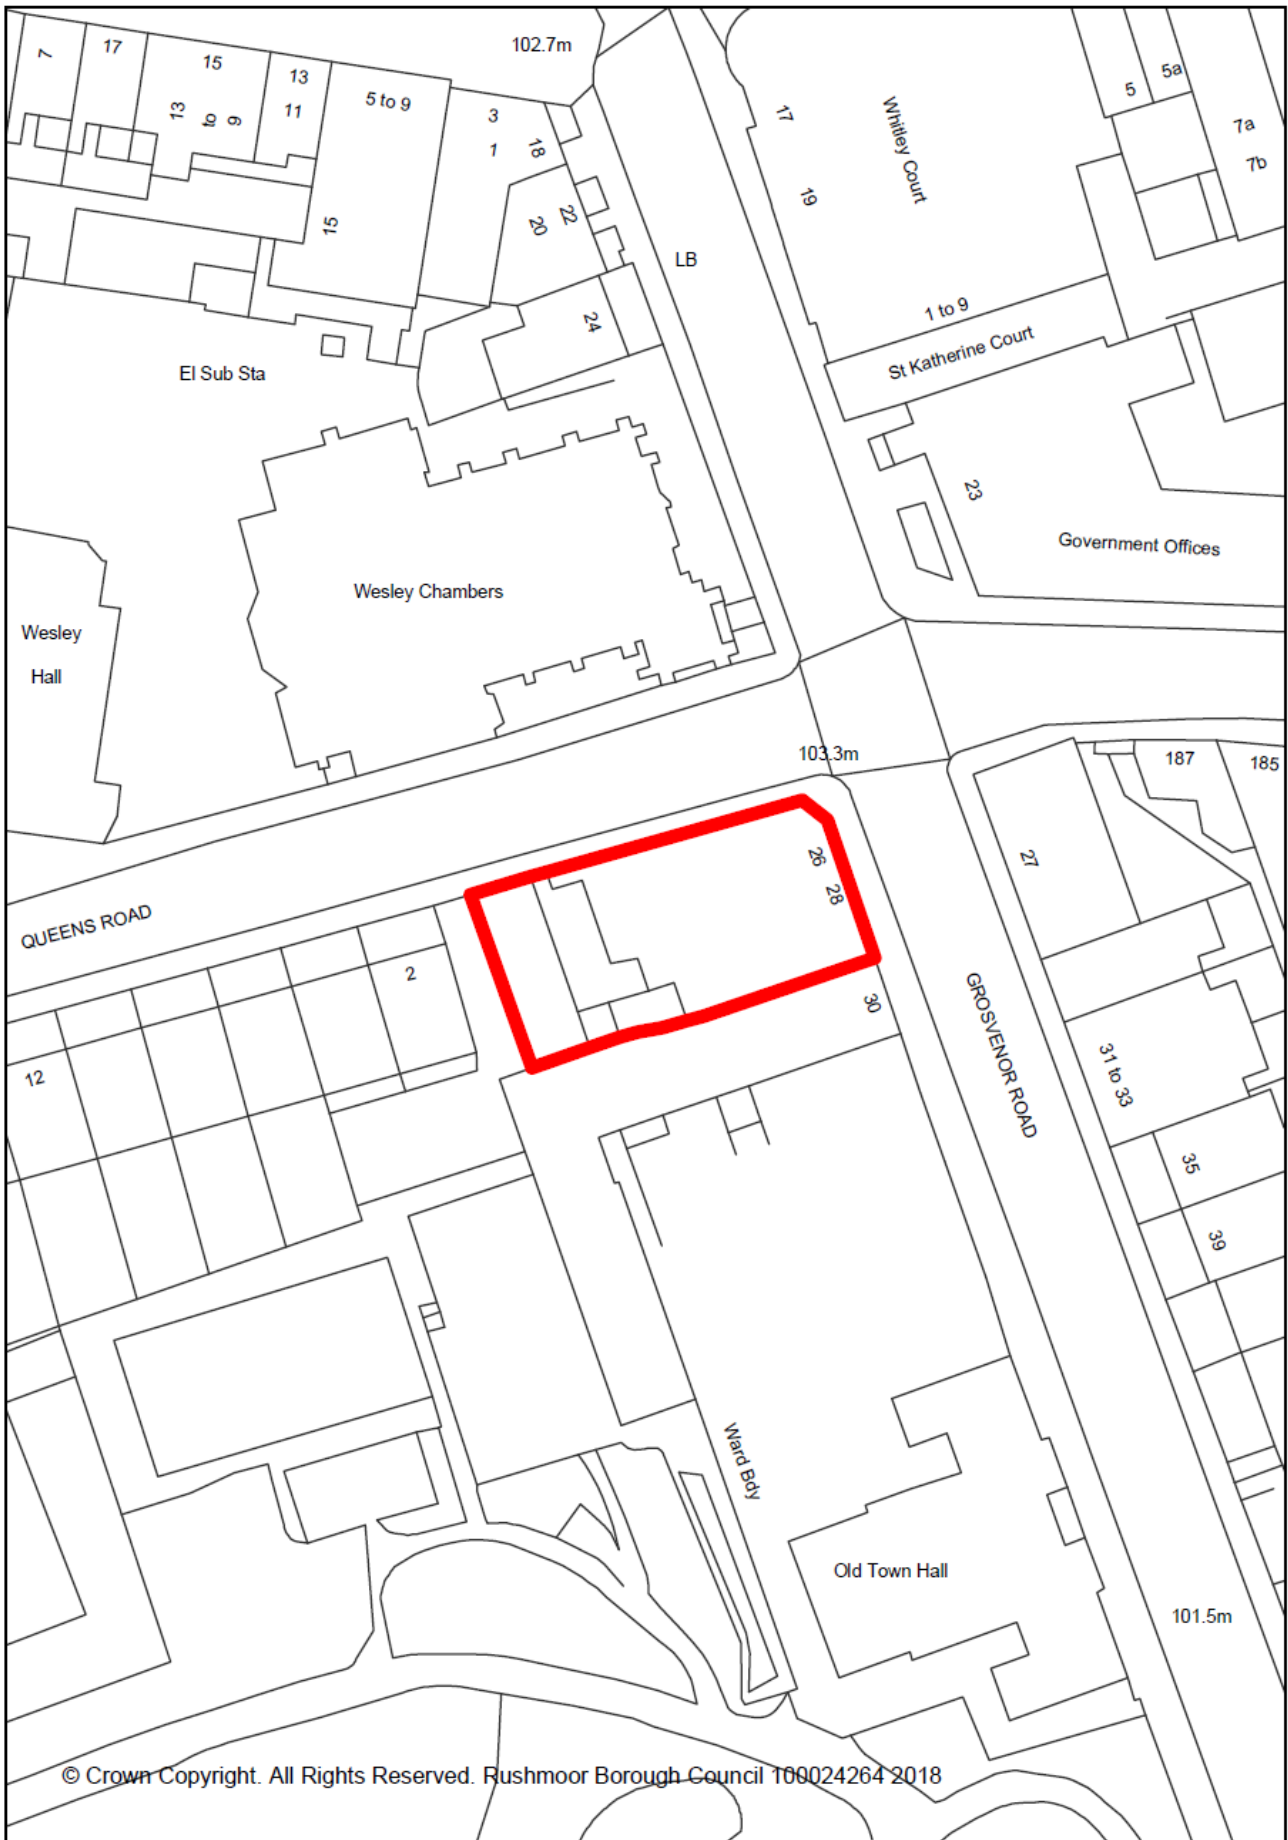 102.7m
7
17
15
13
11
13
to
9
5 to 9
3
1
18
15
20
22
24
LB
17
19
Whitley Court
5
5a
7a
7b
1 to 9
St Katherine Court
El Sub Sta
23
Government Offices
Wesley Chambers
Wesley
Hall
103.3m
187
185
27
26
28
30
QUEENS ROAD
2
12
GROSVENOR ROAD
31 to 33
35
39
Ward Bdy
Old Town Hall
101.5m
© Crown Copyright. All Rights Reserved. Rushmoor Borough Council 100024264 2018